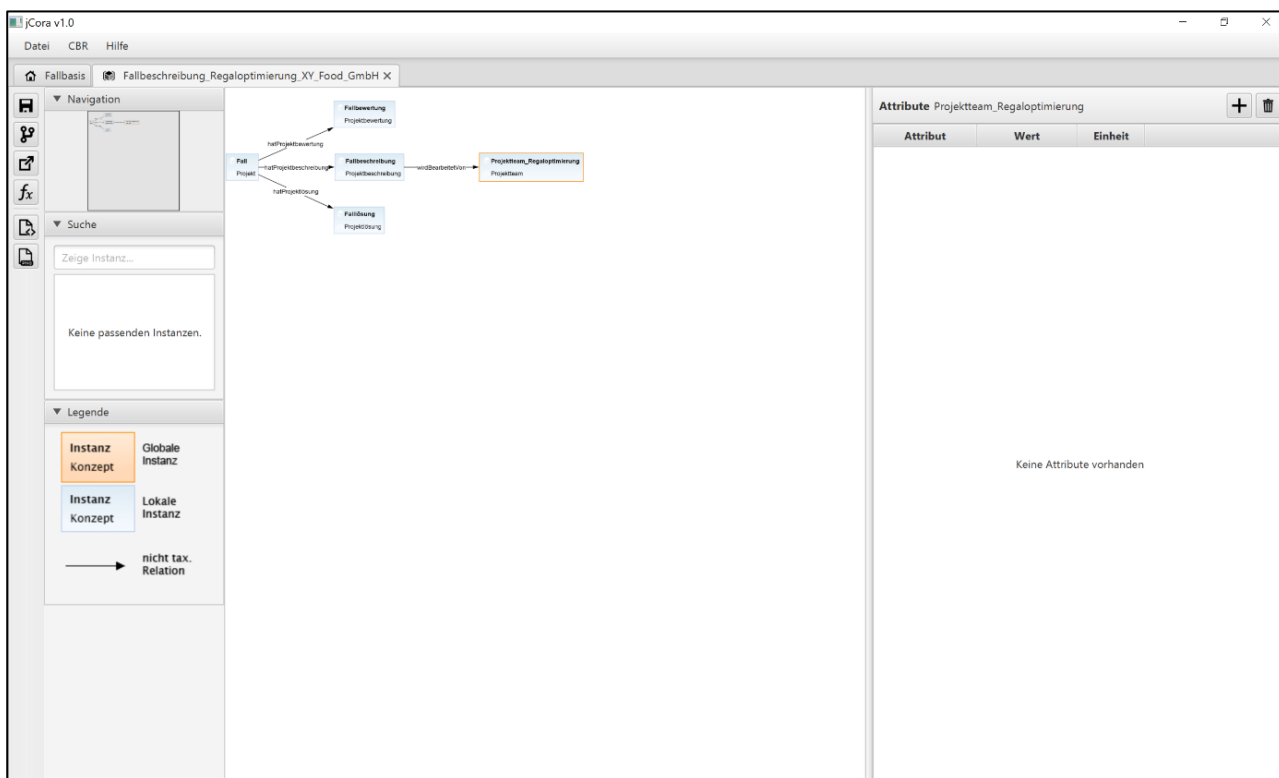 jCora v1.0
Datei CBR Hilfe
Fallbasis
Fallbeschreibung_Regaloptimierung_XY_Food_GmbH
Navigation
Suche
Zeige Instanz...
Keine passenden Instanzen.
Legende
Instanz
Konzept
Globale
Instanz
Instanz
Konzept
Lokale
Instanz
nicht tax.
Relation
Fall
Projekt
hatProjektbewertung
hatProjektbeschreibung
hatProjektlösung
Fallbewertung
Projektbewertung
Fallbeschreibung
Projektbeschreibung
wirdBearbeitetVon
Projektteam_Regaloptimierung
Projektteam
Falllösung
Projektlösung
Attribute Projektteam_Regaloptimierung
Attribut Wert Einheit
Keine Attribute vorhanden